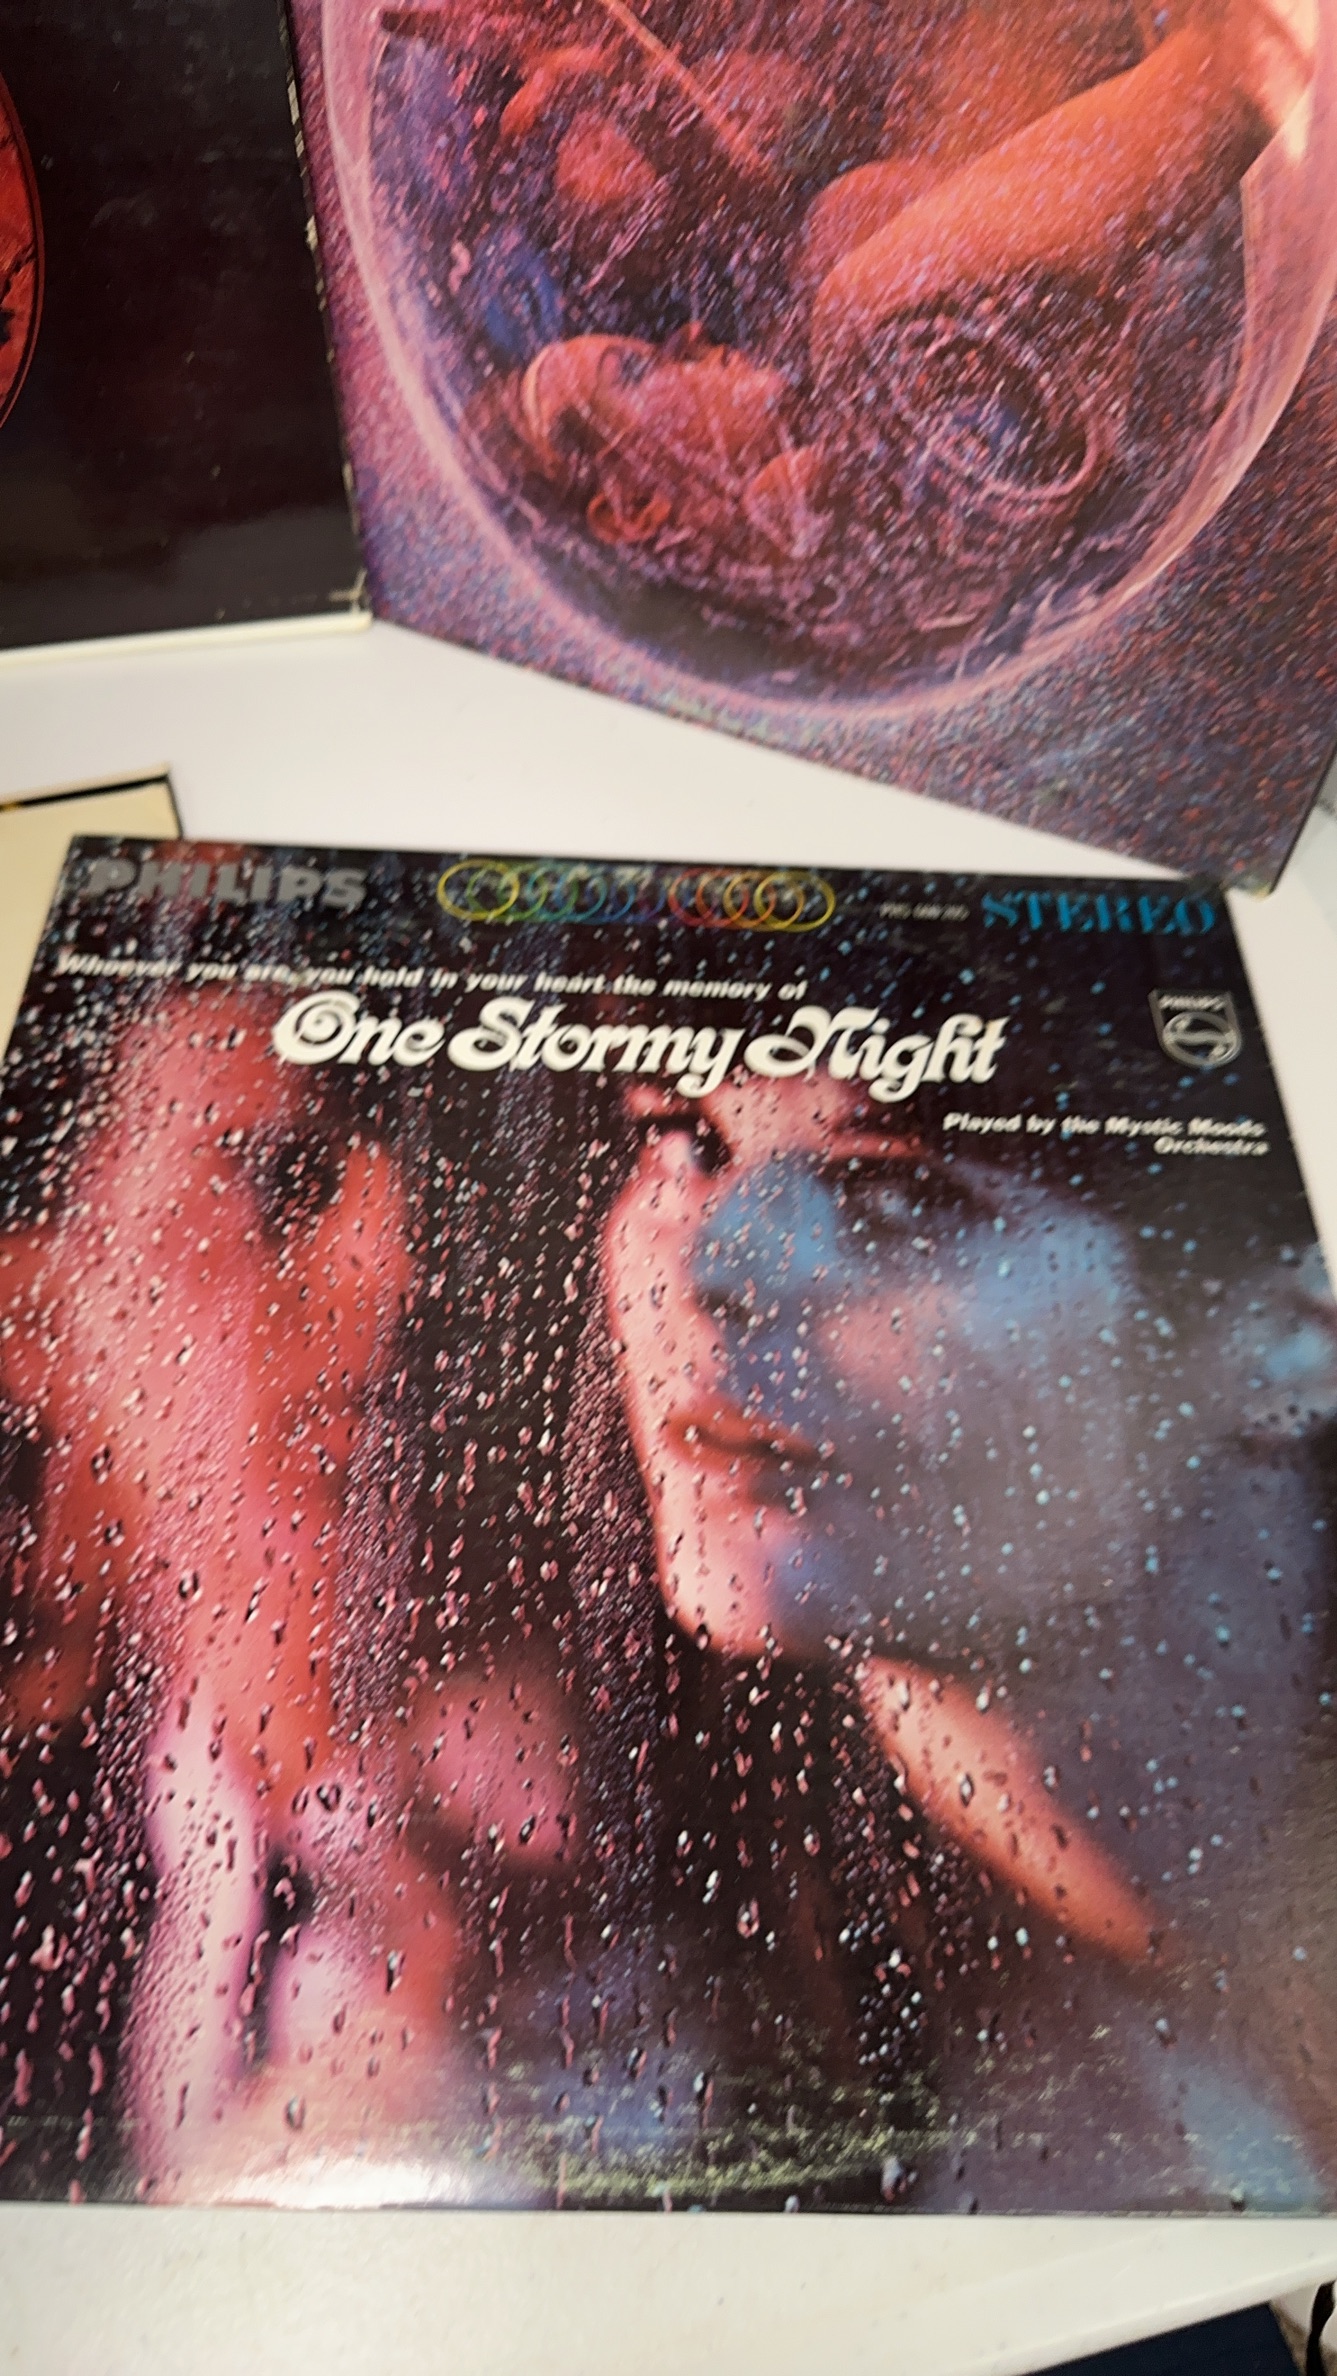 PHILIPS
STEREO
Whoever you are, you hold in your heart the memory of
One Stormy Night
PHILIPS
Played by the Mystic Moods
Orchestra